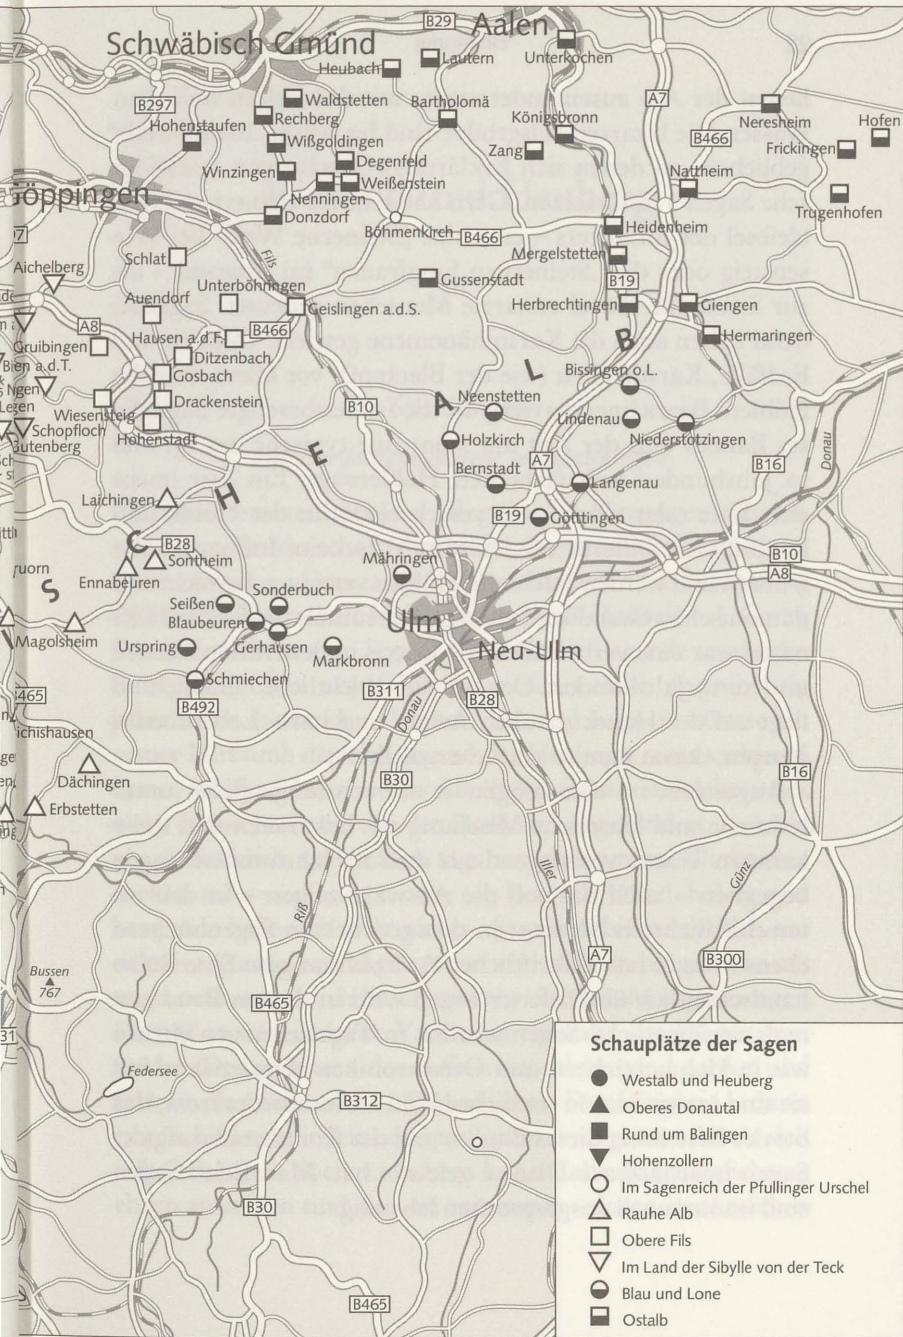 B29
Aalen
Schwäbisch Gmünd
Lautern
Unterkochen
Heubach
B297
Waldstetten
Bartholomä
A7
Rechberg
Königsbronn
Neresheim
Hofen
Hohenstaufen
Wißgoldingen
Zang
B466
Frickingen
Degenfeld
Winzingen
Weißenstein
Nattheim
Göppingen
Nenningen
Trugenhofen
Donzdorf
Böhmenkirch
B466
Heidenheim
Schlat
Fils
Mergelstetten
Aichelberg
Unterböhringen
Gussenstadt
B19
Auendorf
Geislingen a.d.S.
Herbrechtingen
Giengen
A8
B466
Hausen a.d.F.
Gruibingen
Ditzenbach
B
Hermaringen
Bien a.d.T.
Gosbach
L
Bissingen o.L.
Wiesensteig
Drackenstein
B10
A
Neenstetten
Lindenau
Schopfloch
Hohenstadt
Holzkirch
Niederstotzingen
Gutenberg
E
Bernstadt
A7
B16
Donau
Laichingen
H
Langenau
B19
Göttingen
C
B28
Sontheim
B10
Mähringen
A8
Ennabeuren
S
Sonderbuch
Seißen
Blaubeuren
Ulm
Magolsheim
Urspring
Gerhausen
Neu-Ulm
Markbronn
Schmiechen
B311
B28
B465
B492
Donau
ichishausen
Dächingen
B30
B16
Erbstetten
Iller
Günz
Riß
A7
B300
Bussen
767
B465
Federsee
B312
B30
B465
Schauplätze der Sagen
Westalb und Heuberg
Oberes Donautal
Rund um Balingen
Hohenzollern
Im Sagenreich der Pfullinger Urschel
Rauhe Alb
Obere Fils
Im Land der Sibylle von der Teck
Blau und Lone
Ostalb